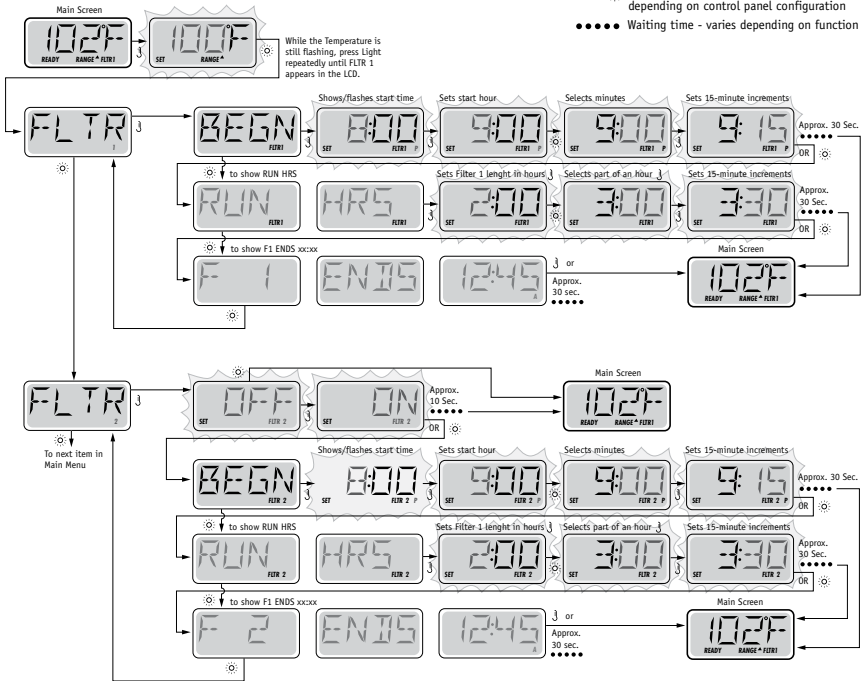 depending on control panel configuration
Waiting time - varies depending on function
Main Screen
102°F
READY RANGE FLTR1
100°F
SET RANGE
While the Temperature is
still flashing, press Light
repeatedly until FLTR 1
appears in the LCD.
FLTR
1
BEGN
FLTR1
Shows/flashes start time
8:00
SET FLTR1 P
Sets start hour
9:00
SET FLTR1 P
Selects minutes
9:00
SET FLTR1 P
Sets 15-minute increments
9:15
SET FLTR1 P
Approx. 30 Sec.
OR
to show RUN HRS
RUN
FLTR1
HRS
FLTR1
Sets Filter 1 lenght in hours
2:00
SET FLTR1
Selects part of an hour
3:00
SET FLTR1
Sets 15-minute increments
3:30
SET FLTR1
Approx.
30 Sec.
OR
to show F1 ENDS xx:xx
F 1
ENDS
12:45
A
or
Approx.
30 sec.
Main Screen
102°F
READY RANGE FLTR1
FLTR
2
To next item in
Main Menu
OFF
SET FLTR 2
ON
SET FLTR 2
Approx.
10 Sec.
OR
Main Screen
102°F
READY RANGE FLTR1
BEGN
FLTR 2
Shows/flashes start time
8:00
SET FLTR 2 P
Sets start hour
9:00
SET FLTR 2 P
Selects minutes
9:00
SET FLTR 2 P
Sets 15-minute increments
9:15
SET FLTR 2 P
Approx. 30 Sec.
OR
to show RUN HRS
RUN
FLTR 2
HRS
FLTR 2
Sets Filter 1 lenght in hours
2:00
SET FLTR 2
Selects part of an hour
3:00
SET FLTR 2
Sets 15-minute increments
3:30
SET FLTR 2
Approx.
30 Sec.
OR
to show F1 ENDS xx:xx
F 2
ENDS
12:45
A
or
Approx.
30 sec.
Main Screen
102°F
READY RANGE FLTR1